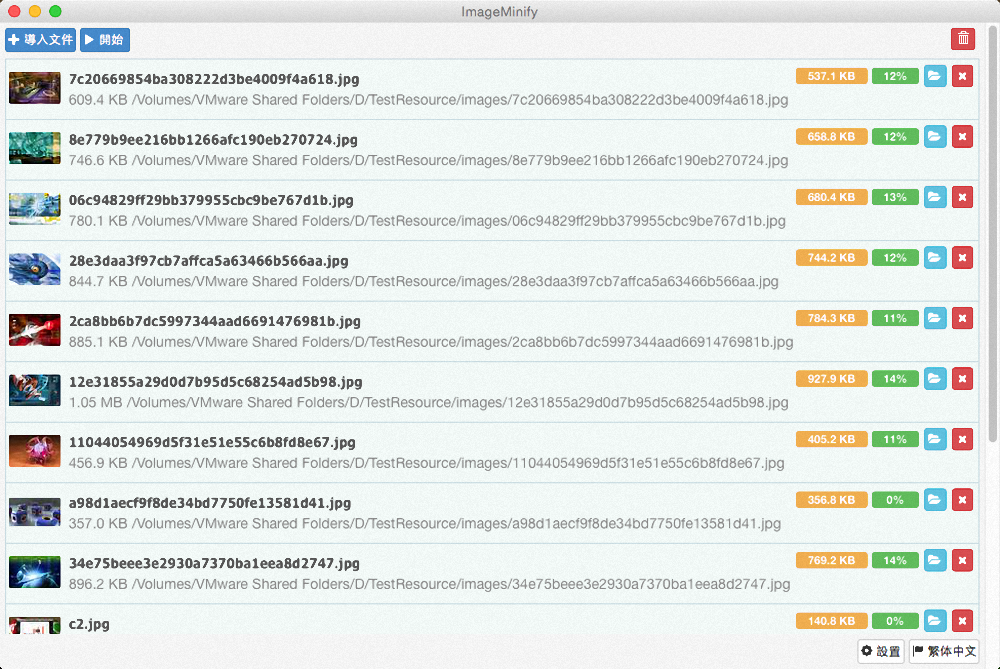 ImageMinify
導入文件 開始
7c20669854ba308222d3be4009f4a618.jpg 537.1 KB 12%
609.4 KB /Volumes/VMware Shared Folders/D/TestResource/images/7c20669854ba308222d3be4009f4a618.jpg
8e779b9ee216bb1266afc190eb270724.jpg 658.8 KB 12%
746.6 KB /Volumes/VMware Shared Folders/D/TestResource/images/8e779b9ee216bb1266afc190eb270724.jpg
06c94829ff29bb379955cbc9be767d1b.jpg 680.4 KB 13%
780.1 KB /Volumes/VMware Shared Folders/D/TestResource/images/06c94829ff29bb379955cbc9be767d1b.jpg
28e3daa3f97cb7affca5a63466b566aa.jpg 744.2 KB 12%
844.7 KB /Volumes/VMware Shared Folders/D/TestResource/images/28e3daa3f97cb7affca5a63466b566aa.jpg
2ca8bb6b7dc5997344aad6691476981b.jpg 784.3 KB 11%
885.1 KB /Volumes/VMware Shared Folders/D/TestResource/images/2ca8bb6b7dc5997344aad6691476981b.jpg
12e31855a29d0d7b95d5c68254ad5b98.jpg 927.9 KB 14%
1.05 MB /Volumes/VMware Shared Folders/D/TestResource/images/12e31855a29d0d7b95d5c68254ad5b98.jpg
11044054969d5f31e51e55c6b8fd8e67.jpg 405.2 KB 11%
456.9 KB /Volumes/VMware Shared Folders/D/TestResource/images/11044054969d5f31e51e55c6b8fd8e67.jpg
a98d1aecf9f8de34bd7750fe13581d41.jpg 356.8 KB 0%
357.0 KB /Volumes/VMware Shared Folders/D/TestResource/images/a98d1aecf9f8de34bd7750fe13581d41.jpg
34e75beee3e2930a7370ba1eea8d2747.jpg 769.2 KB 14%
896.2 KB /Volumes/VMware Shared Folders/D/TestResource/images/34e75beee3e2930a7370ba1eea8d2747.jpg
c2.jpg 140.8 KB 0%
設置 繁体中文